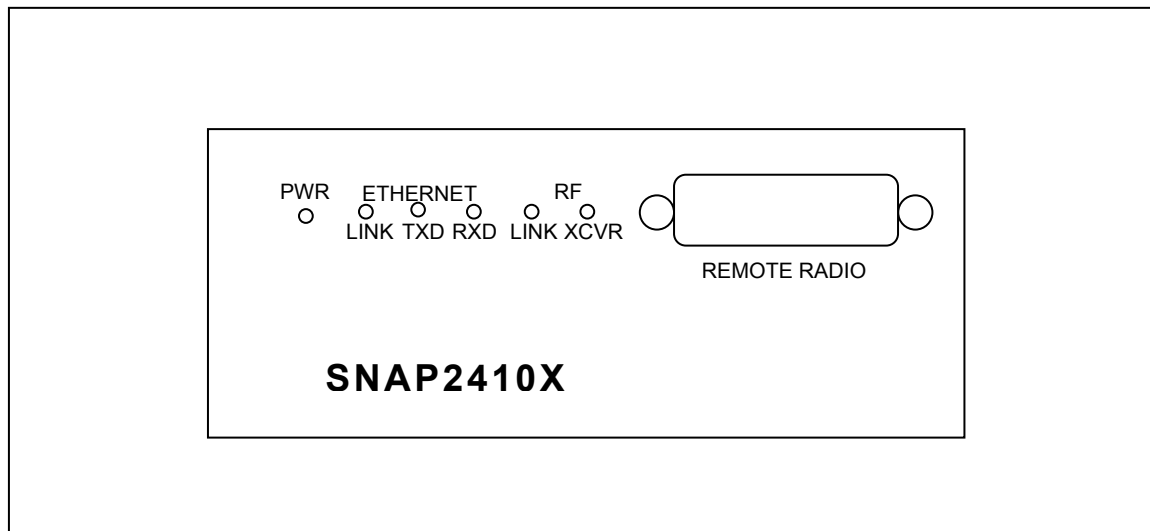 PWR ETHERNET RF
LINK TXD RXD LINK XCVR
REMOTE RADIO
SNAP2410X